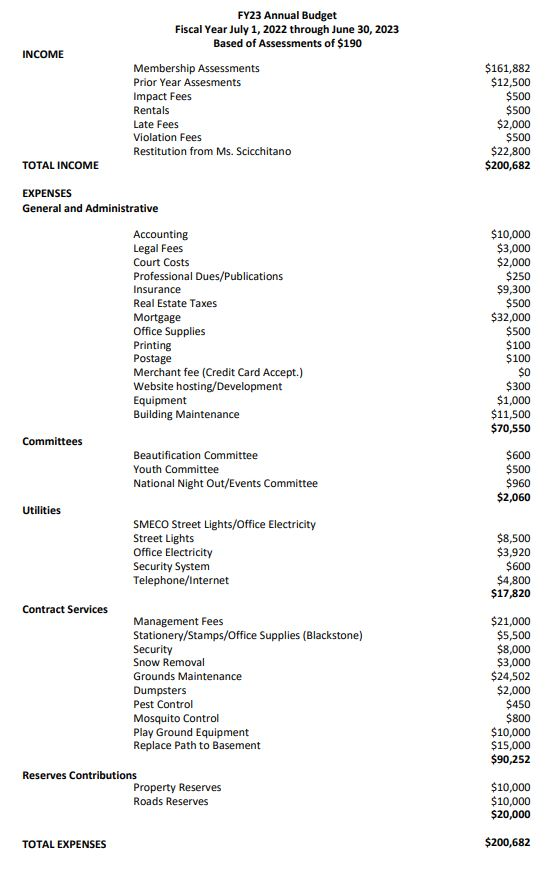 FY23 Annual Budget
Fiscal Year July 1, 2022 through June 30, 2023
Based of Assessments of $190
INCOME
Membership Assessments $161,882
Prior Year Assesments $12,500
Impact Fees $500
Rentals $500
Late Fees $2,000
Violation Fees $500
Restitution from Ms. Scicchitano $22,800
TOTAL INCOME $200,682
EXPENSES
General and Administrative
Accounting $10,000
Legal Fees $3,000
Court Costs $2,000
Professional Dues/Publications $250
Insurance $9,300
Real Estate Taxes $500
Mortgage $32,000
Office Supplies $500
Printing $100
Postage $100
Merchant fee (Credit Card Accept.) $0
Website hosting/Development $300
Equipment $1,000
Building Maintenance $11,500
$70,550
Committees
Beautification Committee $600
Youth Committee $500
National Night Out/Events Committee $960
$2,060
Utilities
SMECO Street Lights/Office Electricity
Street Lights $8,500
Office Electricity $3,920
Security System $600
Telephone/Internet $4,800
$17,820
Contract Services
Management Fees $21,000
Stationery/Stamps/Office Supplies (Blackstone) $5,500
Security $8,000
Snow Removal $3,000
Grounds Maintenance $24,502
Dumpsters $2,000
Pest Control $450
Mosquito Control $800
Play Ground Equipment $10,000
Replace Path to Basement $15,000
$90,252
Reserves Contributions
Property Reserves $10,000
Roads Reserves $10,000
$20,000
TOTAL EXPENSES $200,682